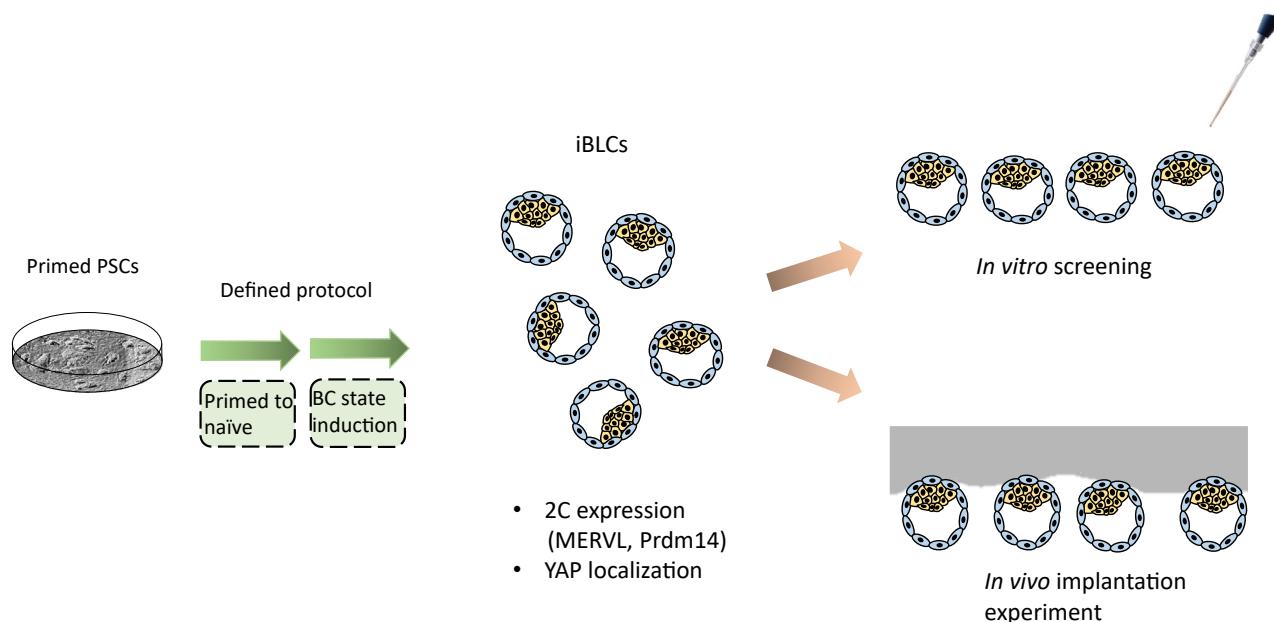 Primed PSCs
Defined protocol
Primed to
naïve
BC state
induction
iBLCs
• 2C expression
(MERVL, Prdm14)
• YAP localization
In vitro screening
In vivo implantation
experiment